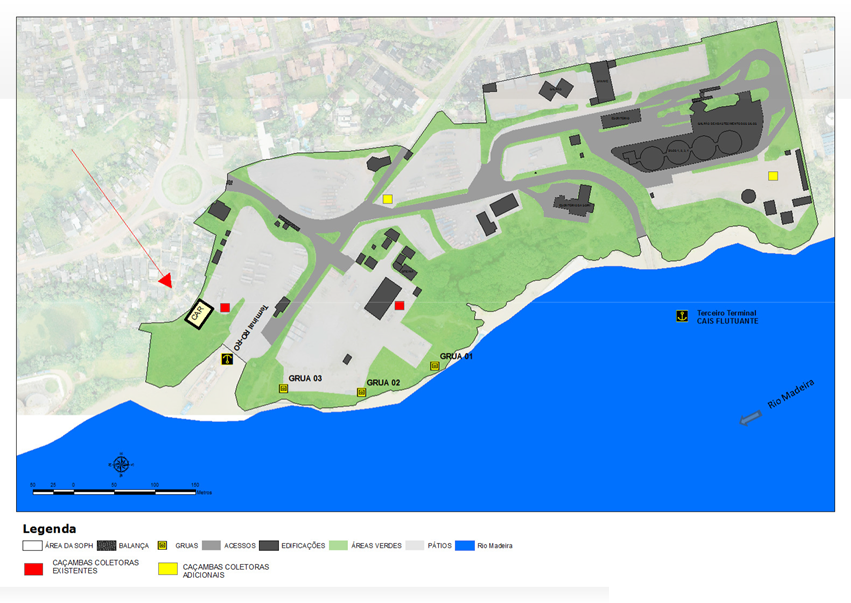 Terceiro Terminal
CAIS FLUTUANTE
Rio Madeira
CAR
Terminal RO-RO
GRUA 01
GRUA 02
GRUA 03
50 25 0 50 100 150
Metros
Legenda
ÁREA DA SOPH BALANÇA GRUAS ACESSOS EDIFICAÇÕES ÁREAS VERDES PÁTIOS Rio Madeira
CAÇAMBAS COLETORAS
EXISTENTES
CAÇAMBAS COLETORAS
ADICIONAIS